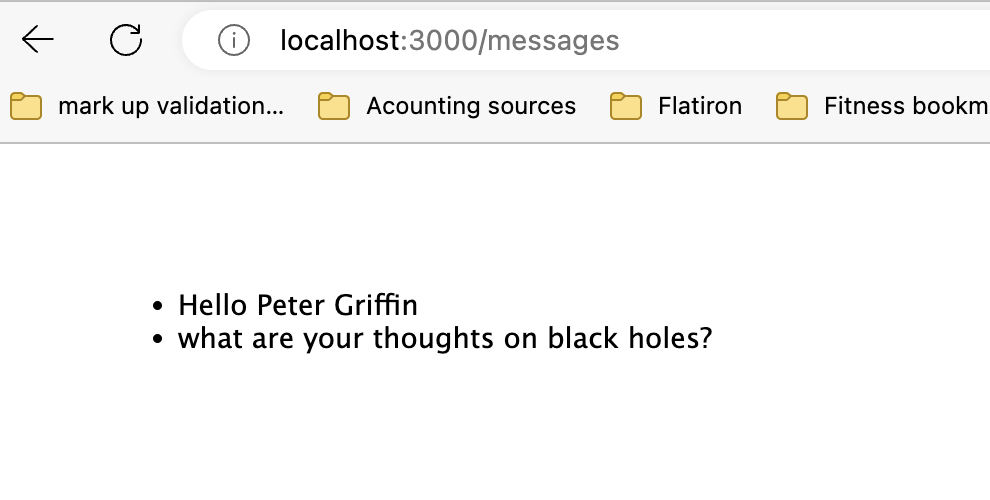 localhost:3000/messages
mark up validation... Acounting sources Flatiron Fitness bookm
• Hello Peter Griffin
• what are your thoughts on black holes?